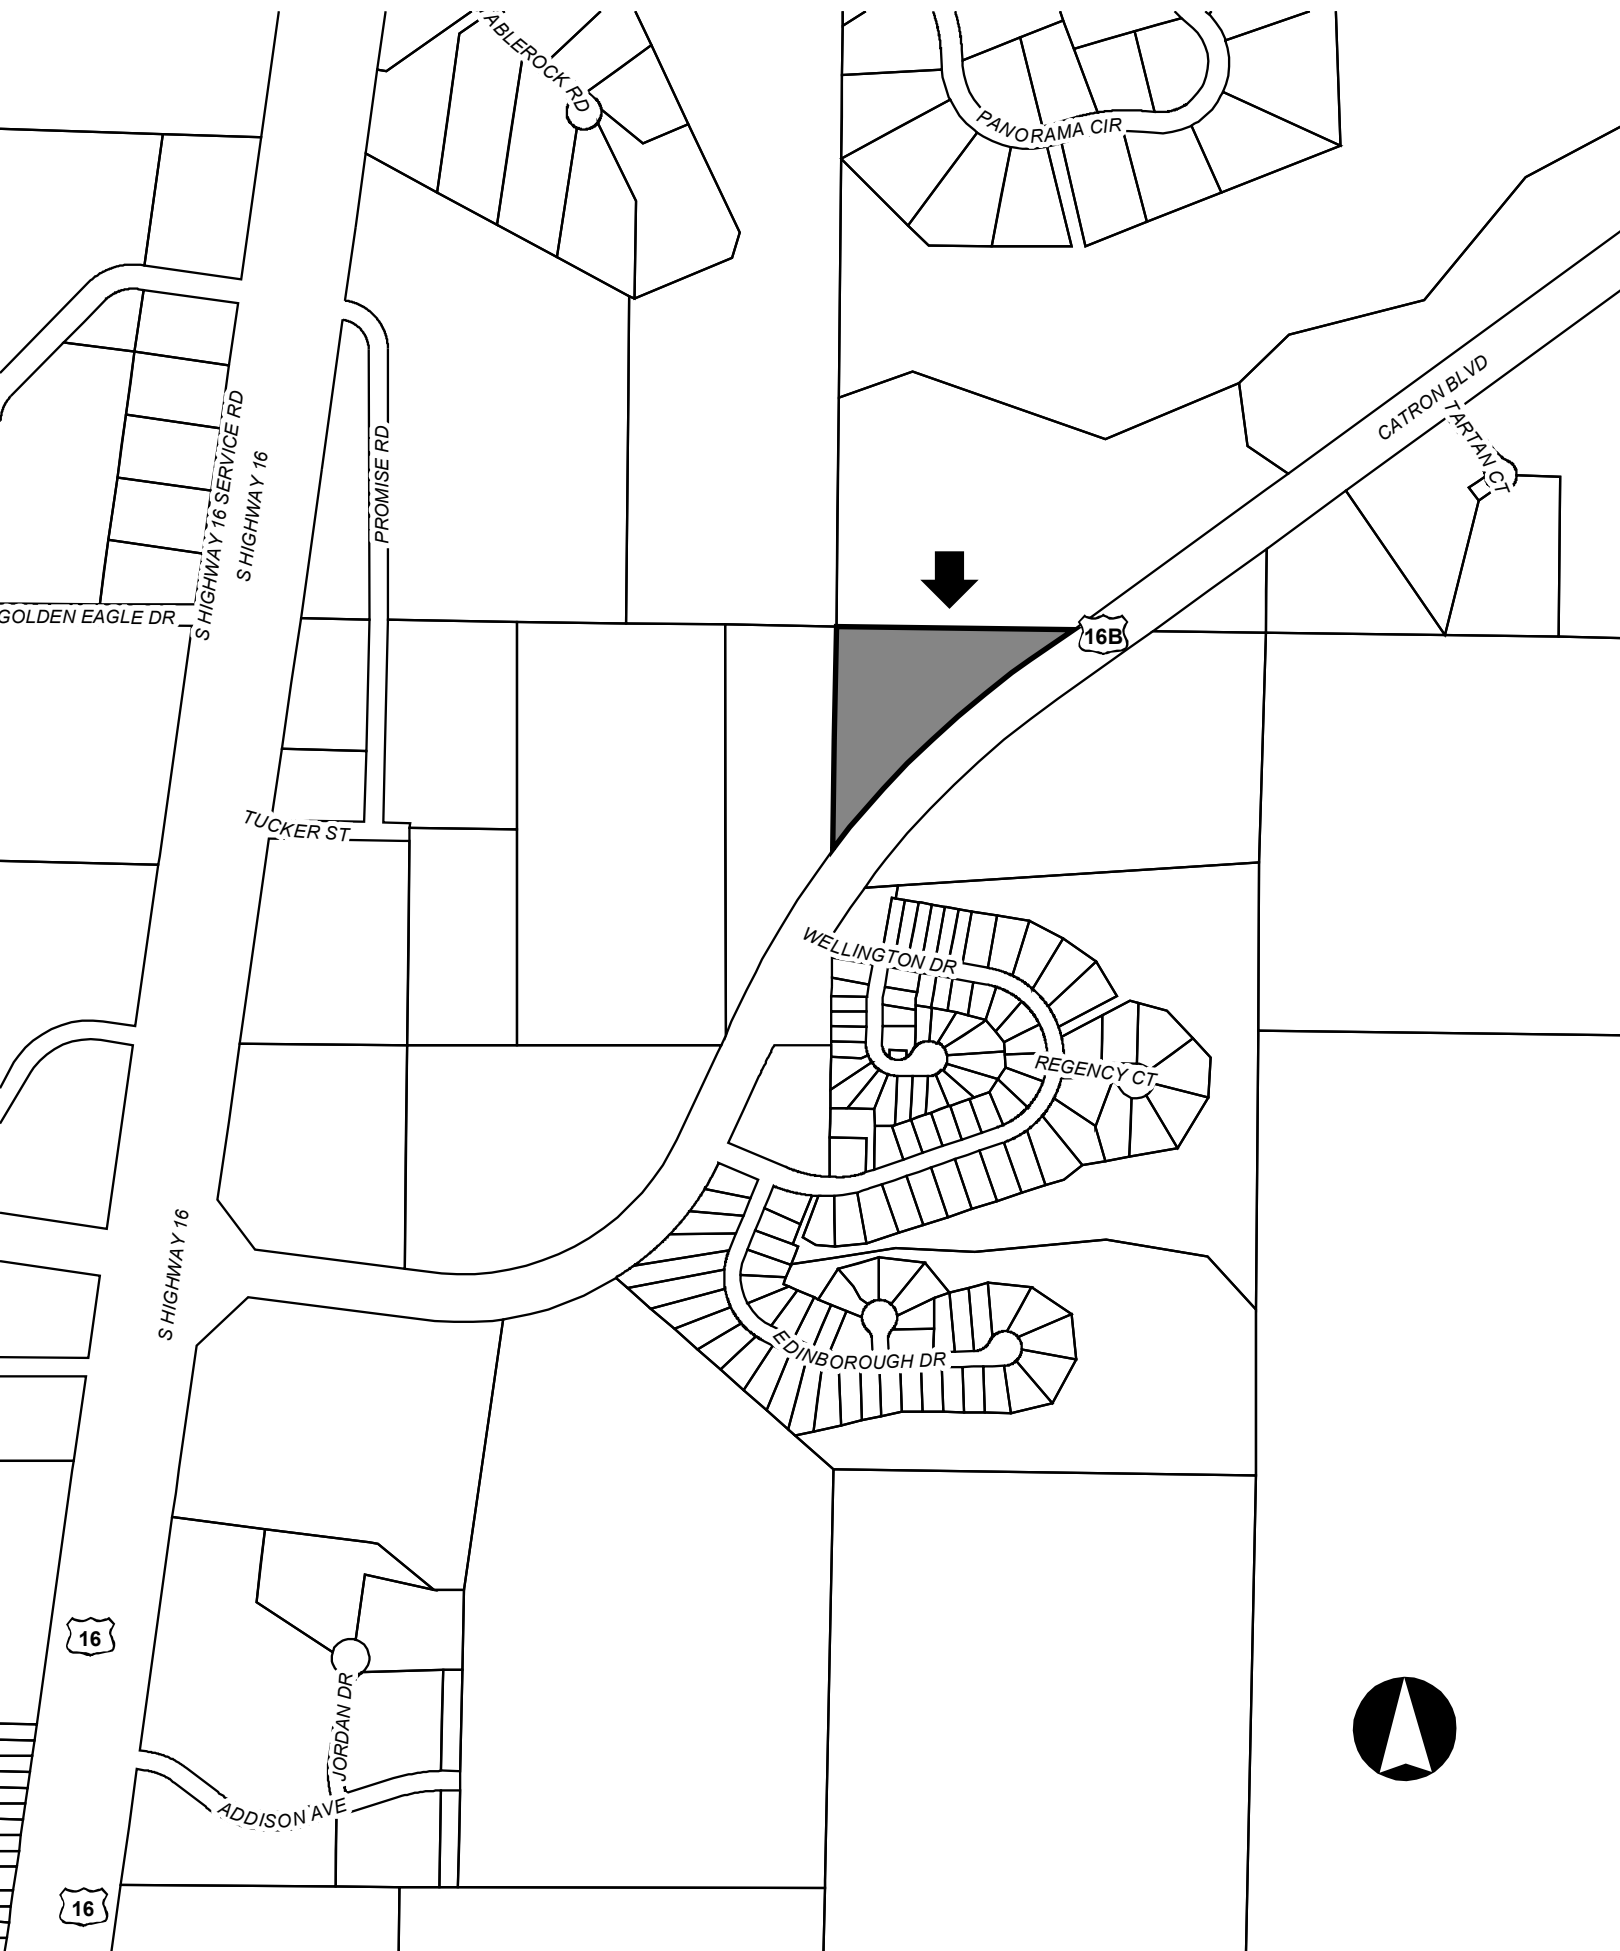 ABLEROCK RD
PANORAMA CIR
CATRON BLVD
TARTAN CT
S HIGHWAY 16 SERVICE RD
S HIGHWAY 16
PROMISE RD
GOLDEN EAGLE DR
16B
TUCKER ST
WELLINGTON DR
REGENCY CT
S HIGHWAY 16
EDINBOROUGH DR
16
JORDAN DR
ADDISON AVE
16